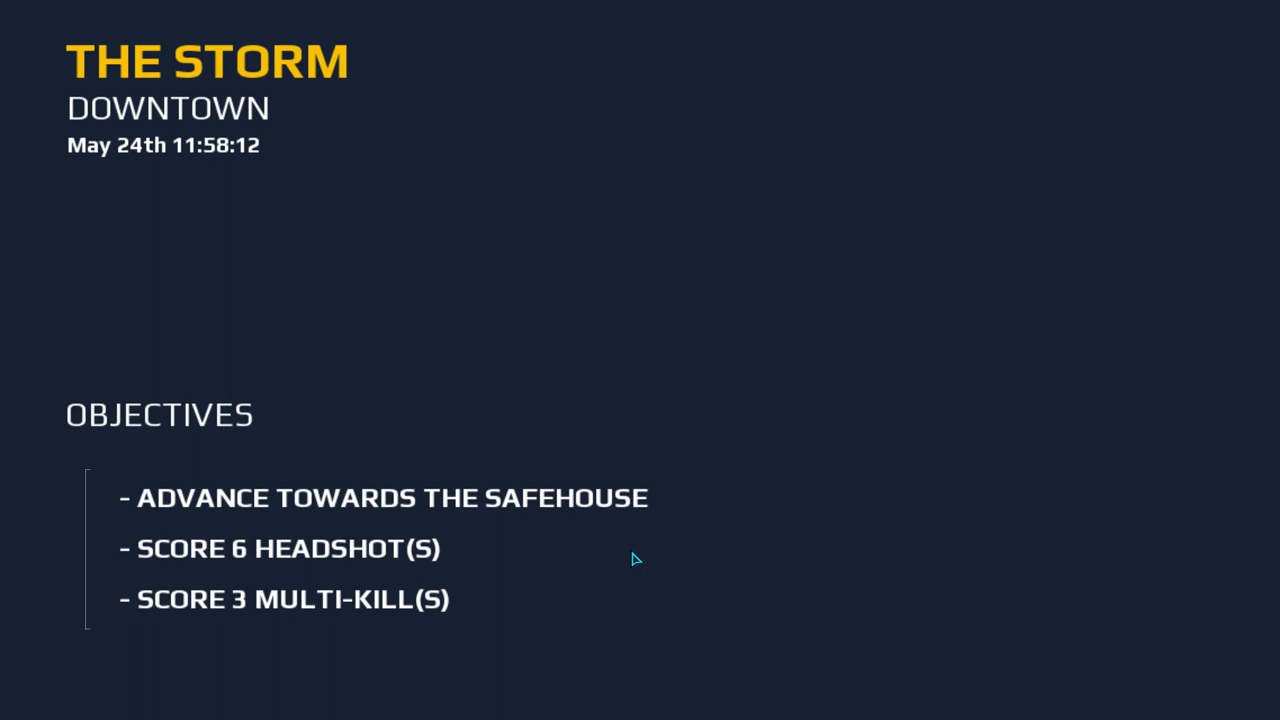 THE STORM
DOWNTOWN
May 24th 11:58:12
OBJECTIVES
- ADVANCE TOWARDS THE SAFEHOUSE
- SCORE 6 HEADSHOT(S)
- SCORE 3 MULTI-KILL(S)